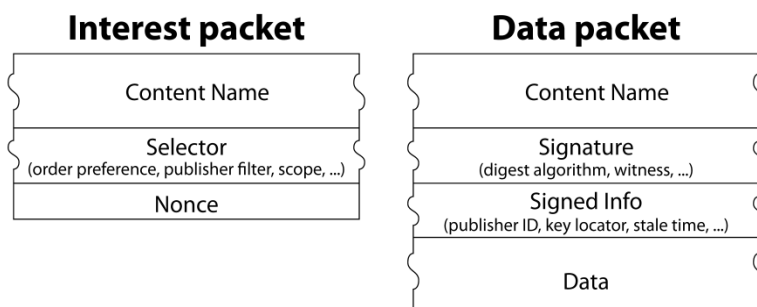 Interest packet
Content Name
Selector
(order preference, publisher filter, scope, ...)
Nonce
Data packet
Content Name
Signature
(digest algorithm, witness, ...)
Signed Info
(publisher ID, key locator, stale time, ...)
Data